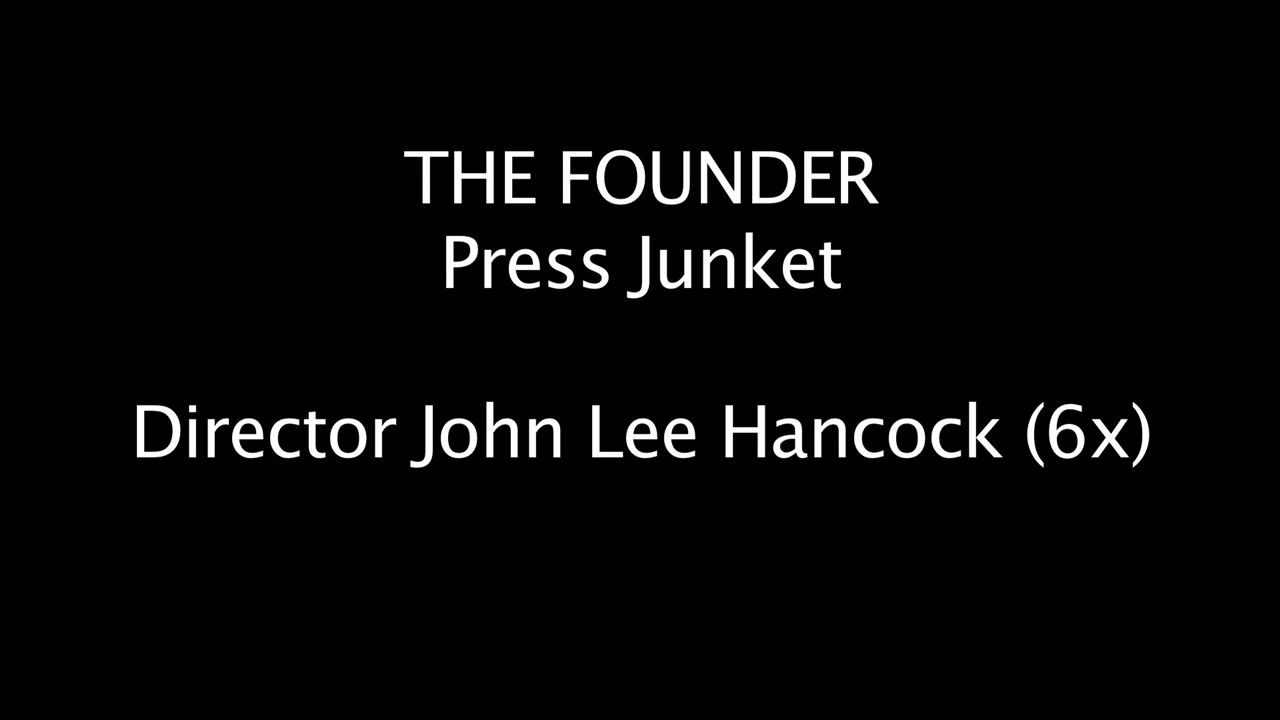 THE FOUNDER
Press Junket
Director John Lee Hancock (6x)